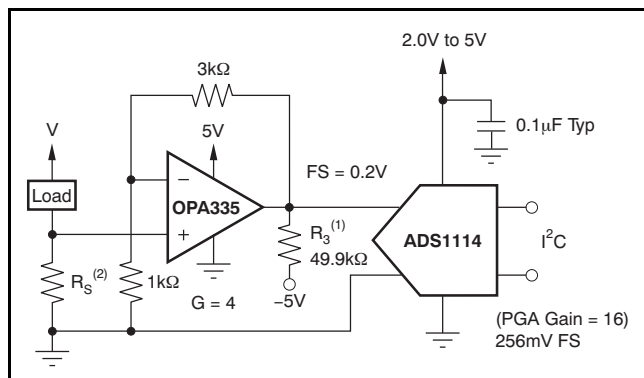 2.0V to 5V
3kΩ
0.1μF Typ
V
5V
FS = 0.2V
Load
−
OPA335
+
R3(1)
49.9kΩ
ADS1114
I2C
RS(2)
1kΩ
G = 4
−5V
(PGA Gain = 16)
256mV FS